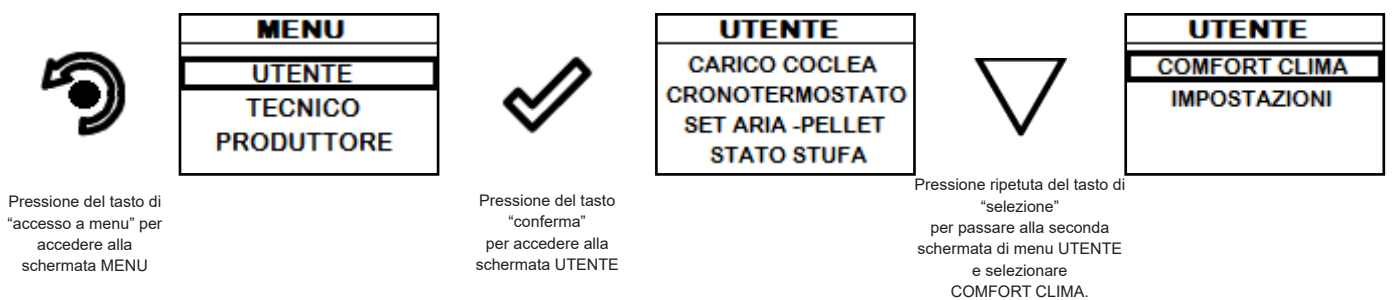 MENU
UTENTE
TECNICO
PRODUTTORE
UTENTE
CARICO COCLEA
CRONOTERMOSTATO
SET ARIA -PELLET
STATO STUFA
UTENTE
COMFORT CLIMA
IMPOSTAZIONI
Pressione del tasto di
“accesso a menu” per
accedere alla
schermata MENU
Pressione del tasto
“conferma”
per accedere alla
schermata UTENTE
Pressione ripetuta del tasto di
“selezione”
per passare alla seconda
schermata di menu UTENTE
e selezionare
COMFORT CLIMA.